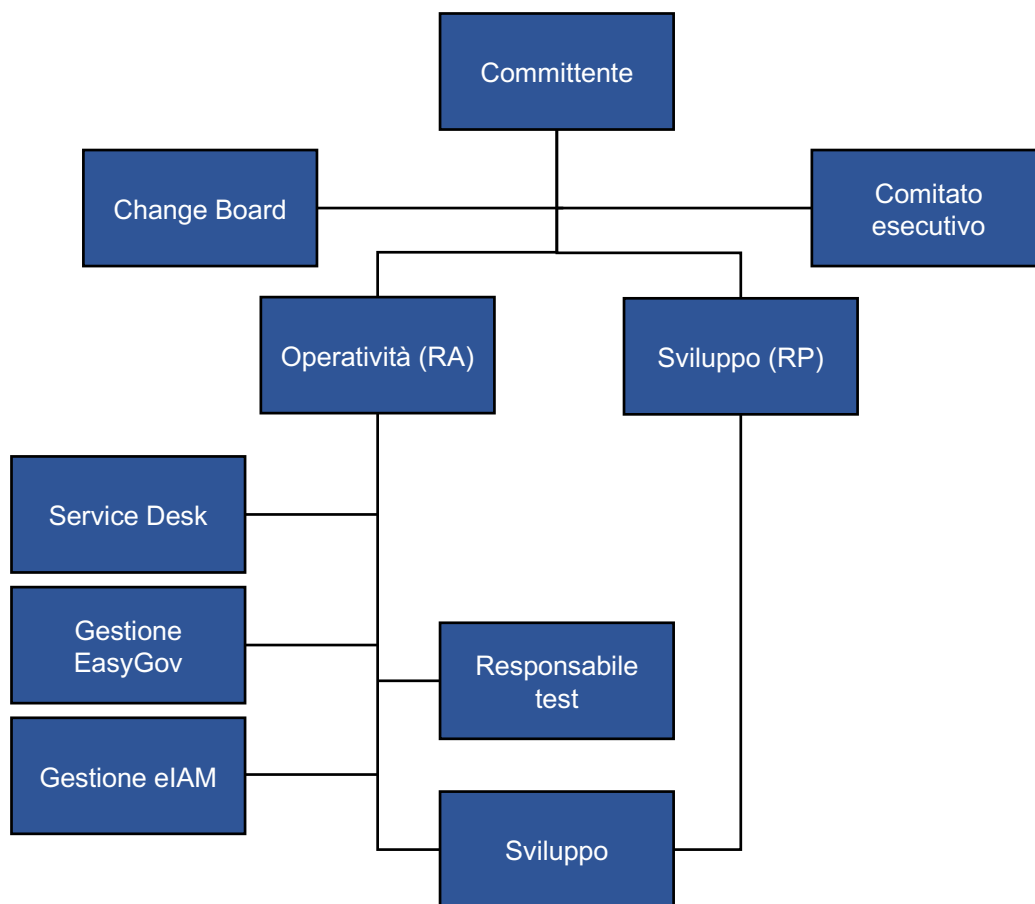 Committente
Change Board
Comitato
esecutivo
Operatività (RA)
Sviluppo (RP)
Service Desk
Gestione
EasyGov
Responsabile
test
Gestione eIAM
Sviluppo